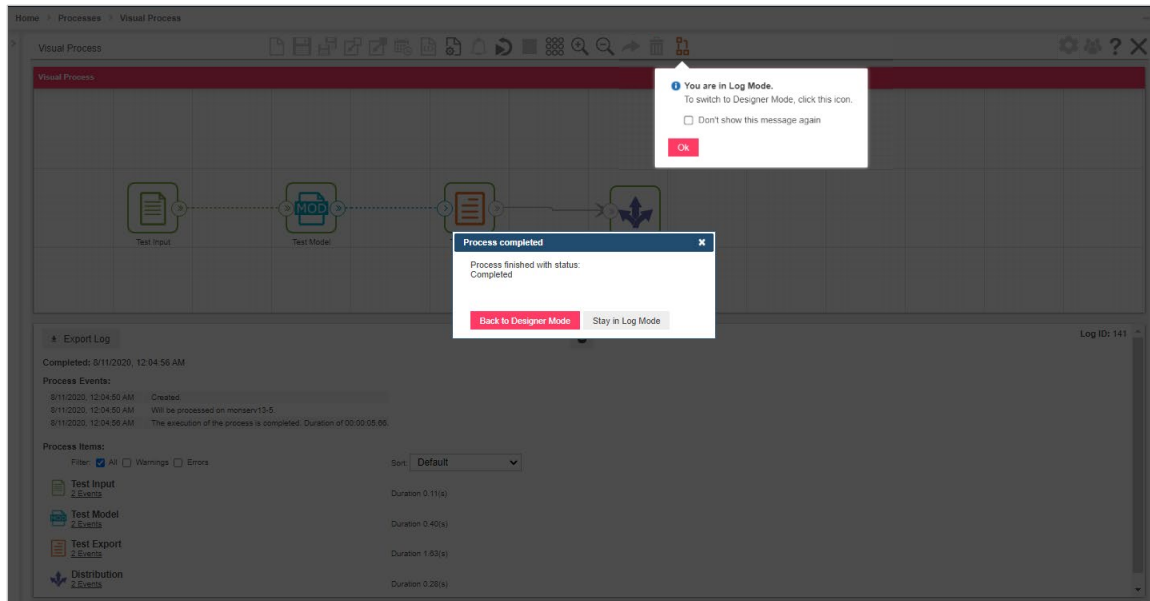 Home Processes Visual Process
Visual Process
?
Visual Process
You are in Log Mode.
To switch to Designer Mode, click this icon.
Don't show this message again
Ok
MOD
Test Input
Test Model
Process completed
Process finished with status:
Completed
Back to Designer Mode Stay in Log Mode
Export Log
Log ID: 141
Completed: 8/11/2020, 12:04:56 AM
Process Events:
8/11/2020, 12:04:50 AM Created.
8/11/2020, 12:04:50 AM Will be processed on monserv13-5.
8/11/2020, 12:04:56 AM The execution of the process is completed. Duration of 00:00:05.66.
Process Items:
Filter: All Warnings Errors Sort: Default
Test Input
2 Events Duration 0.11(s)
Test Model
2 Events Duration 0.40(s)
Test Export
2 Events Duration 1.63(s)
Distribution
2 Events Duration 0.28(s)